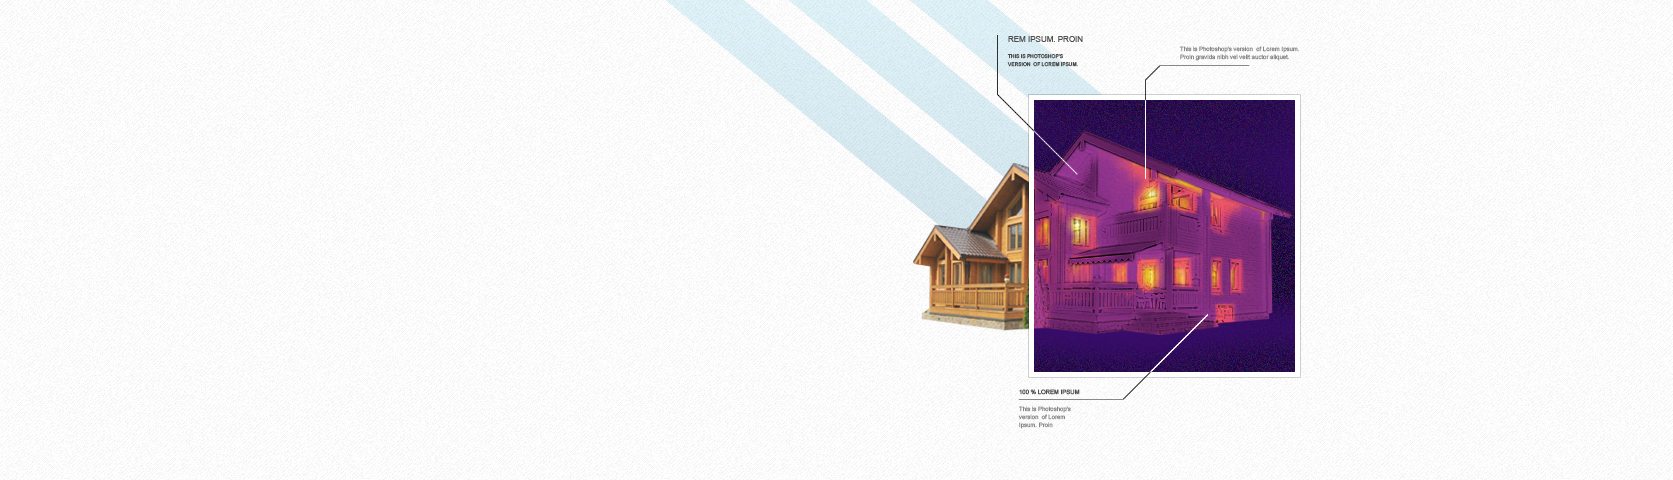 REM IPSUM. PROIN
THIS IS PHOTOSHOP'S
VERSION OF LOREM IPSUM.
This is Photoshop's version of Lorem Ipsum.
Proin gravida nibh vel velit auctor aliquet.
100 % LOREM IPSUM
This is Photoshop's
version of Lorem
Ipsum. Proin